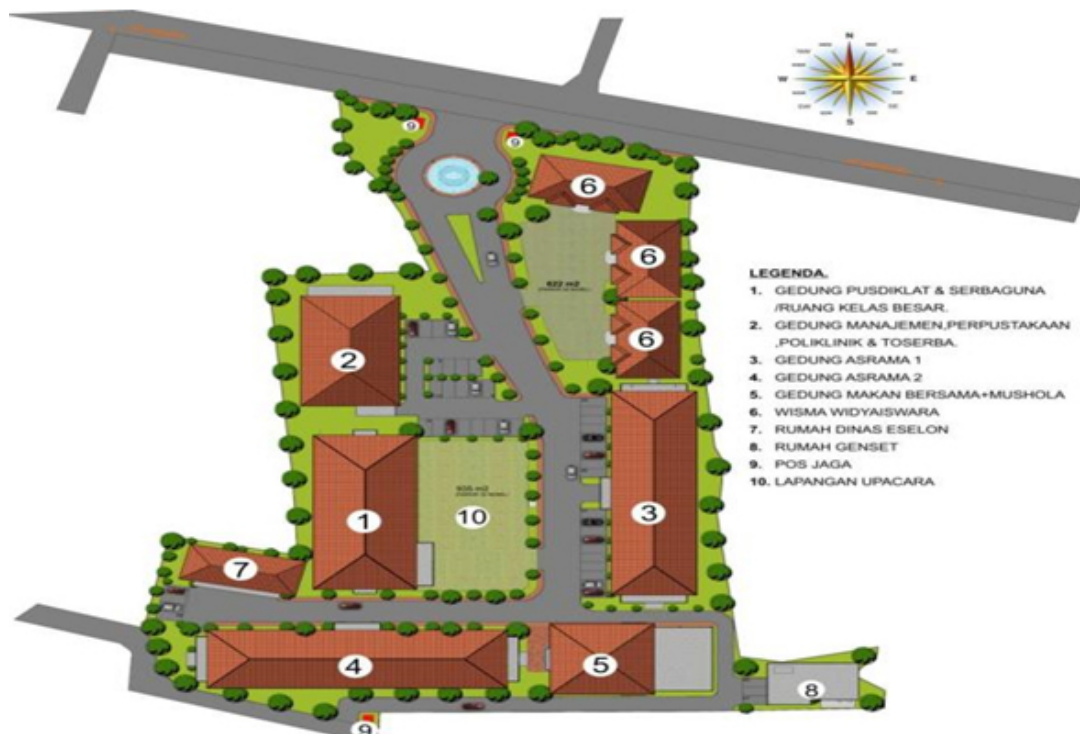 N
W
E
S
9
9
6
6
622 m2
6
2
LEGENDA.
1. GEDUNG PUSDIKLAT & SERBAGUNA
/RUANG KELAS BESAR.
2. GEDUNG MANAJEMEN,PERPUSTAKAAN
,POLIKLINIK & TOSERBA.
3. GEDUNG ASRAMA 1
4. GEDUNG ASRAMA 2
5. GEDUNG MAKAN BERSAMA+MUSHOLA
6. WISMA WIDYAISWARA
7. RUMAH DINAS ESELON
8. RUMAH GENSET
9. POS JAGA
10. LAPANGAN UPACARA
1
10
3
7
4
5
8
9